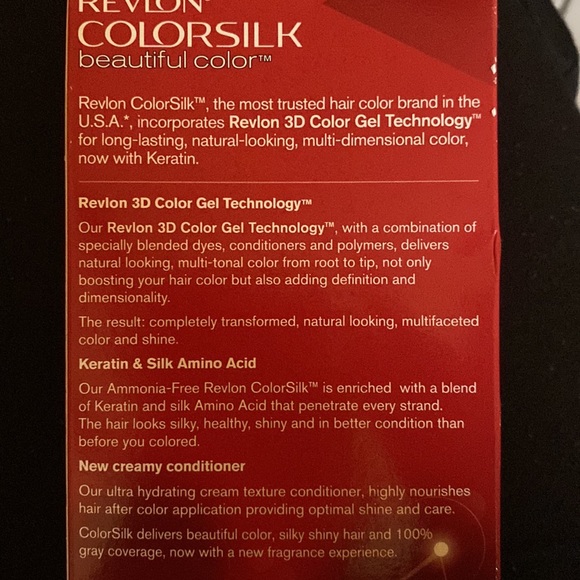 REVLON®
COLORSILK
beautiful color™
Revlon ColorSilk™, the most trusted hair color brand in the
U.S.A.*, incorporates Revlon 3D Color Gel Technology™
for long-lasting, natural-looking, multi-dimensional color,
now with Keratin.
Revlon 3D Color Gel Technology™
Our Revlon 3D Color Gel Technology™, with a combination of
specially blended dyes, conditioners and polymers, delivers
natural looking, multi-tonal color from root to tip, not only
boosting your hair color but also adding definition and
dimensionality.
The result: completely transformed, natural looking, multifaceted
color and shine.
Keratin & Silk Amino Acid
Our Ammonia-Free Revlon ColorSilk™ is enriched with a blend
of Keratin and silk Amino Acid that penetrate every strand.
The hair looks silky, healthy, shiny and in better condition than
before you colored.
New creamy conditioner
Our ultra hydrating cream texture conditioner, highly nourishes
hair after color application providing optimal shine and care.
ColorSilk delivers beautiful color, silky shiny hair and 100%
gray coverage, now with a new fragrance experience.